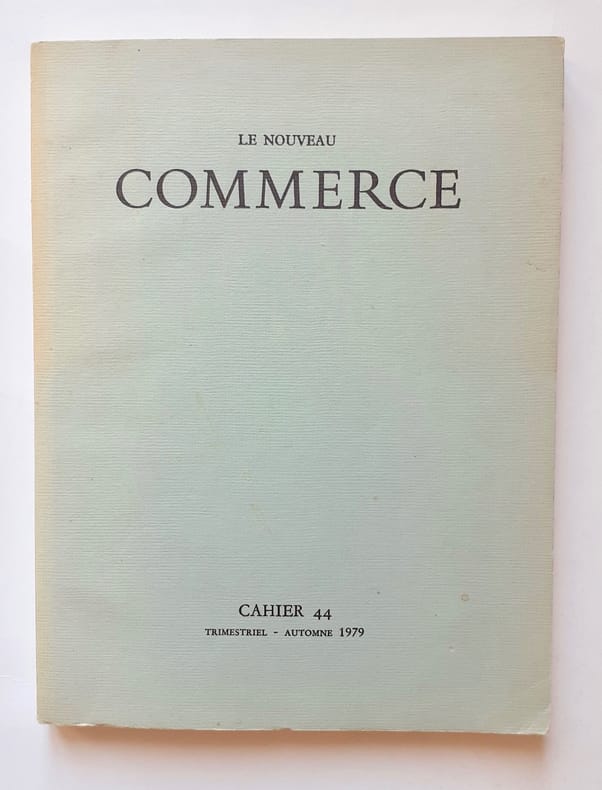 LE NOUVEAU
COMMERCE
CAHIER 44
TRIMESTRIEL - AUTOMNE 1979